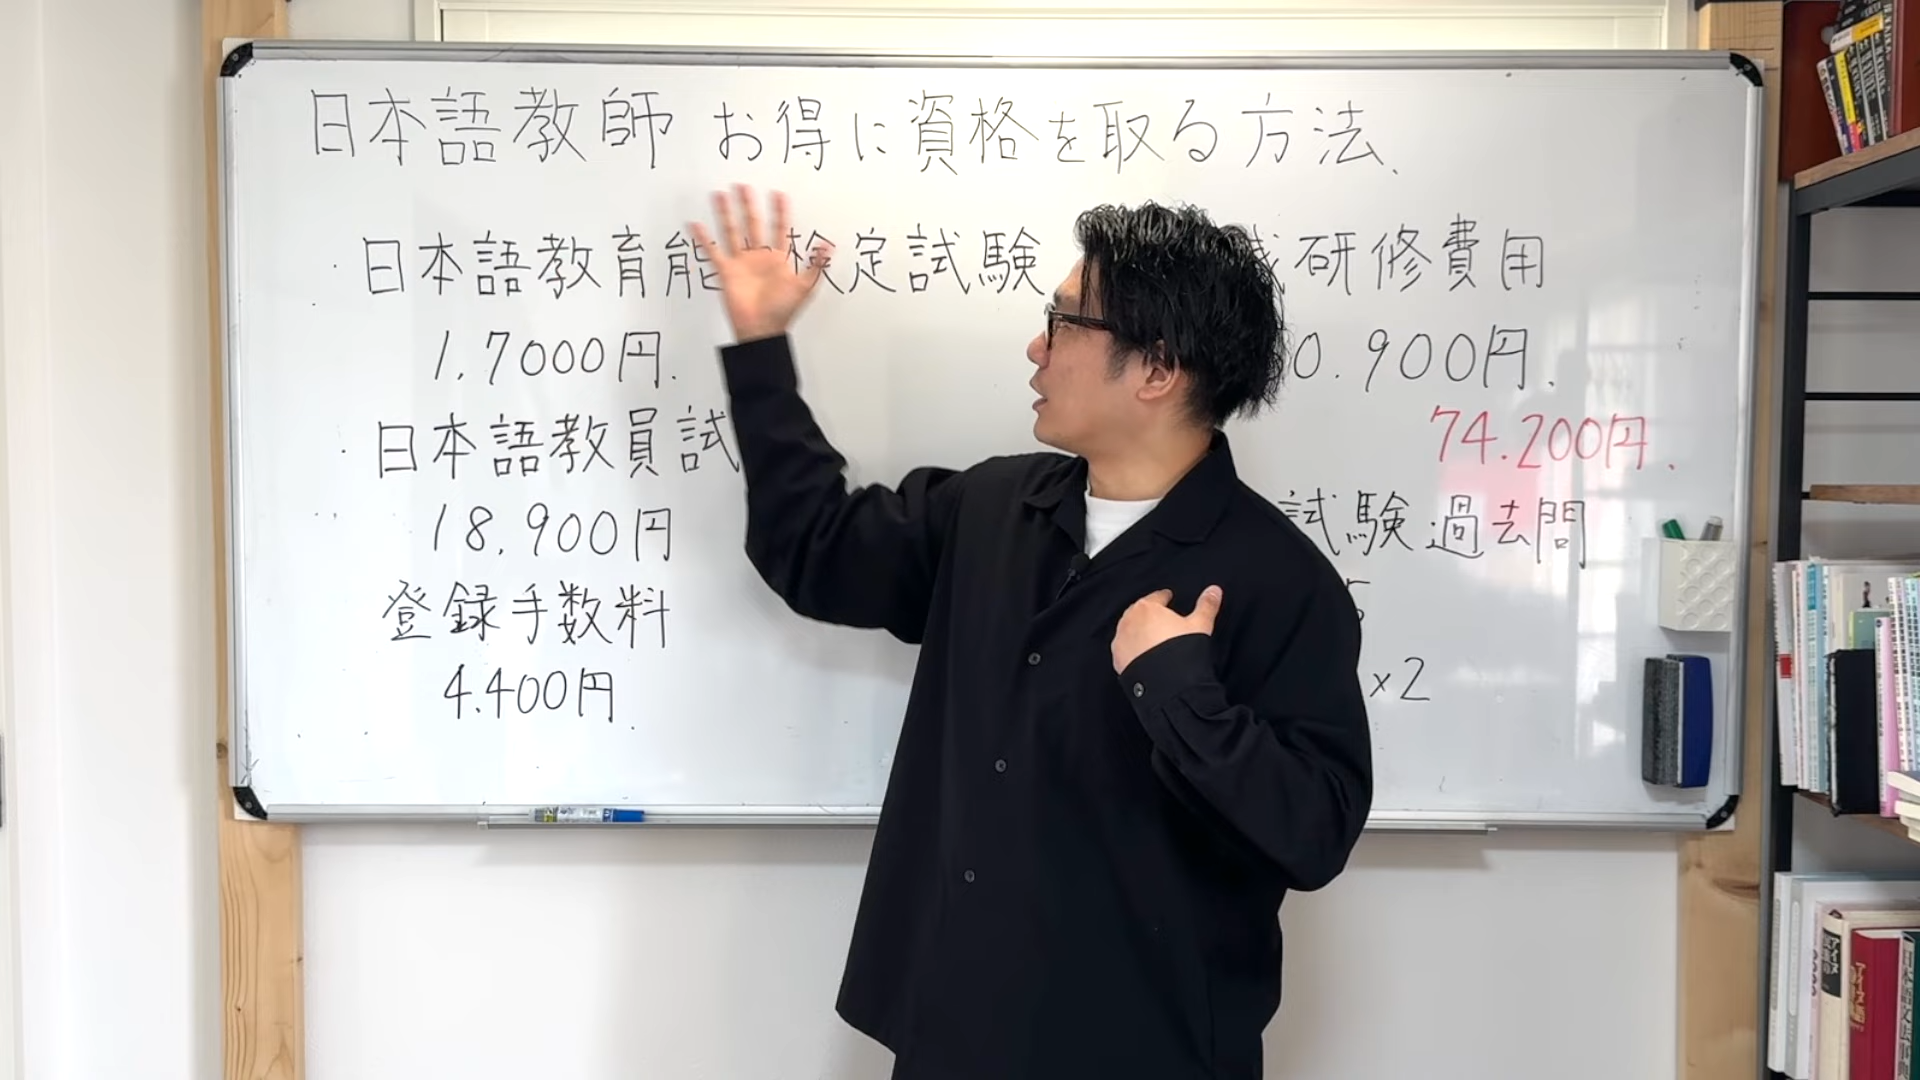 日本語教師 お得に資格を取る方法、
・日本語教育能 検定試験
1.7000円.
・日本語教員試
18.900円
登録手数料
4.400円.
研修費用
0.900円.
74.200円.
試験過去問
x2